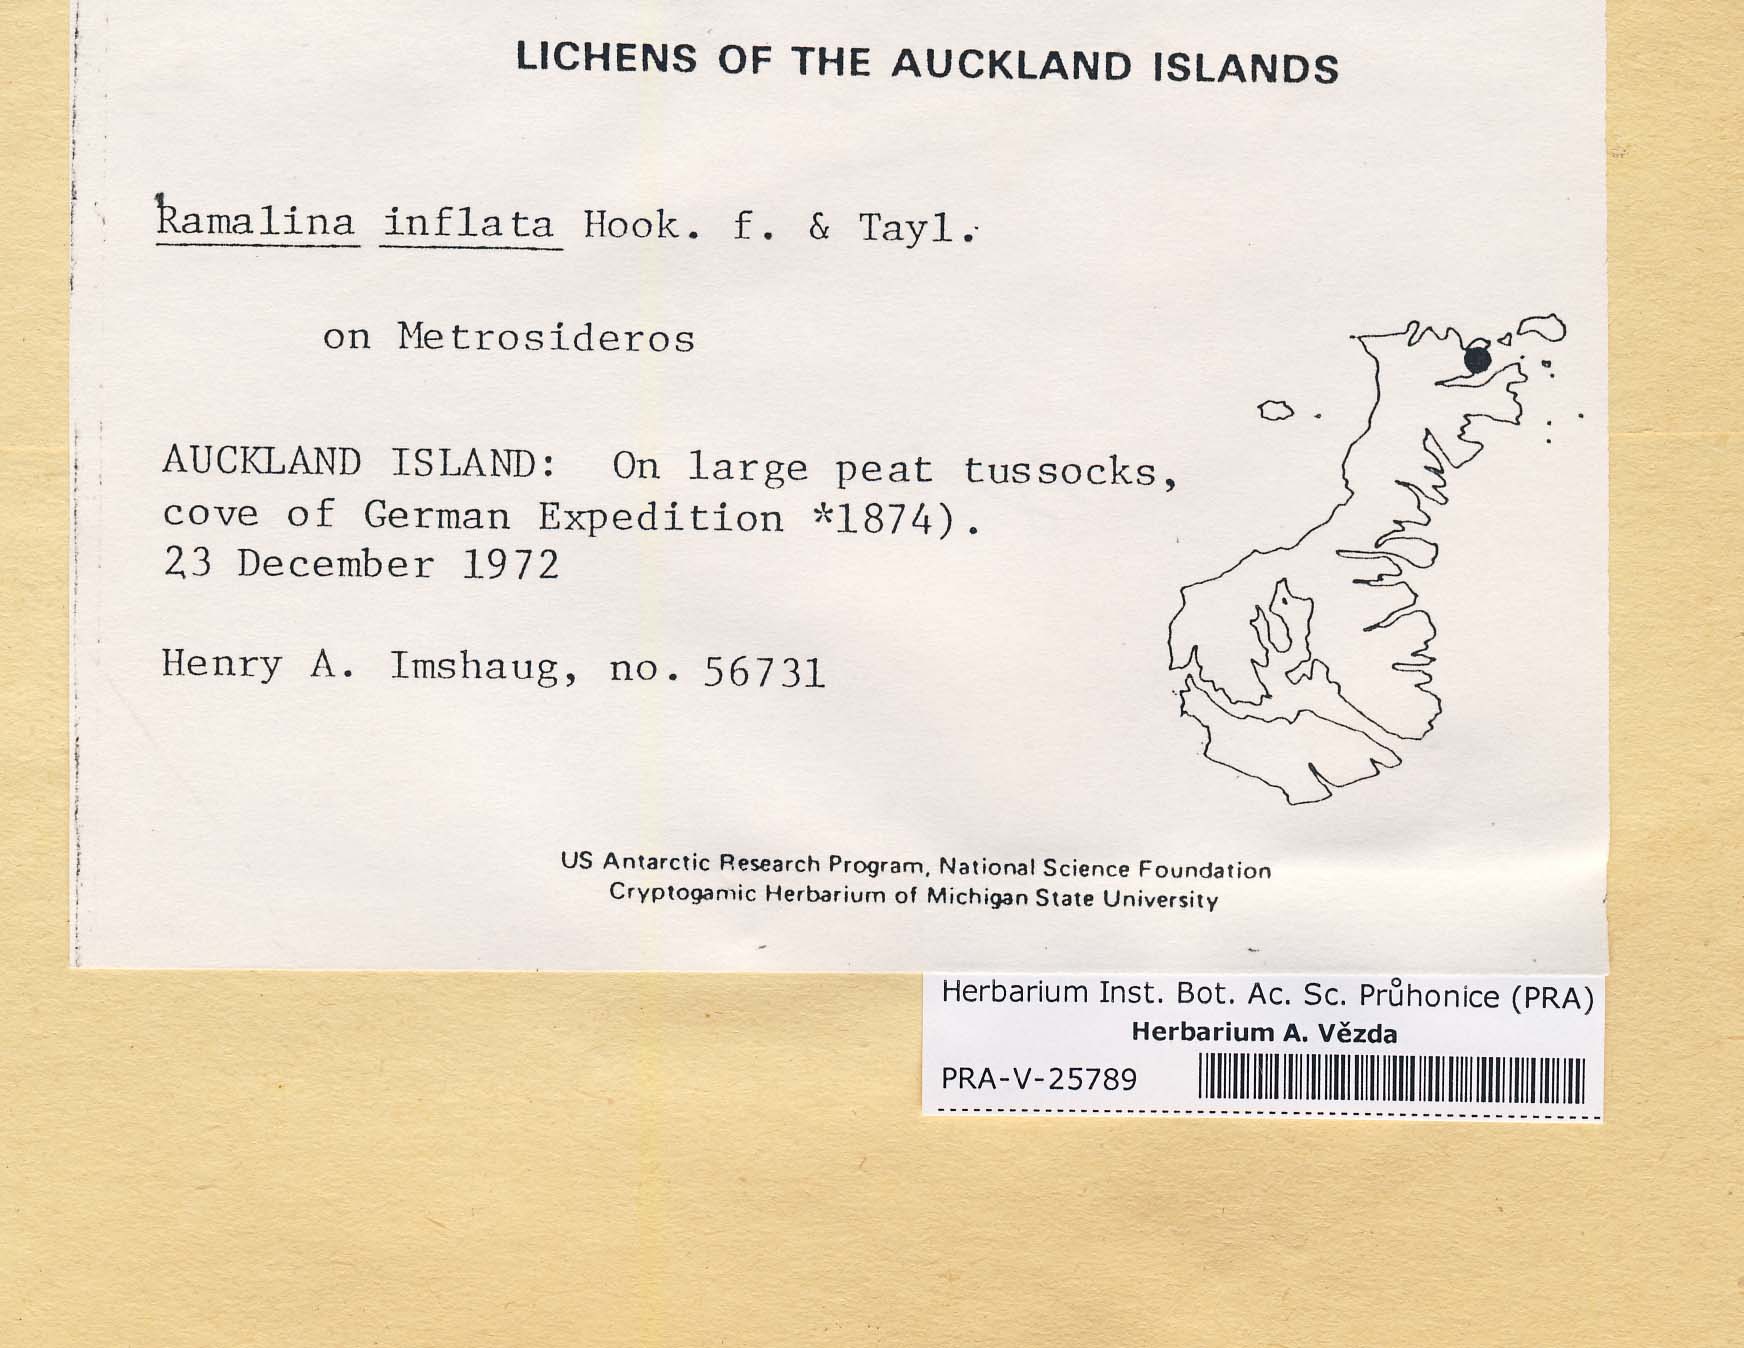 LICHENS OF THE AUCKLAND ISLANDS
Ramalina inflata Hook. f. & Tayl.
on Metrosideros
AUCKLAND ISLAND: On large peat tussocks,
cove of German Expedition *1874).
23 December 1972
Henry A. Imshaug, no. 56731
US Antarctic Research Program, National Science Foundation
Cryptogamic Herbarium of Michigan State University
Herbarium Inst. Bot. Ac. Sc. Průhonice (PRA)
Herbarium A. Vězda
PRA-V-25789